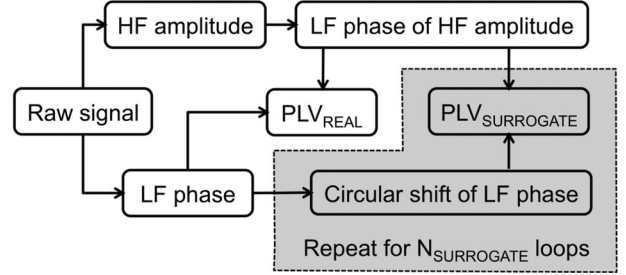 HF amplitude
LF phase of HF amplitude
Raw signal
PLVREAL
PLVSURROGATE
LF phase
Circular shift of LF phase
Repeat for NSURROGATE loops